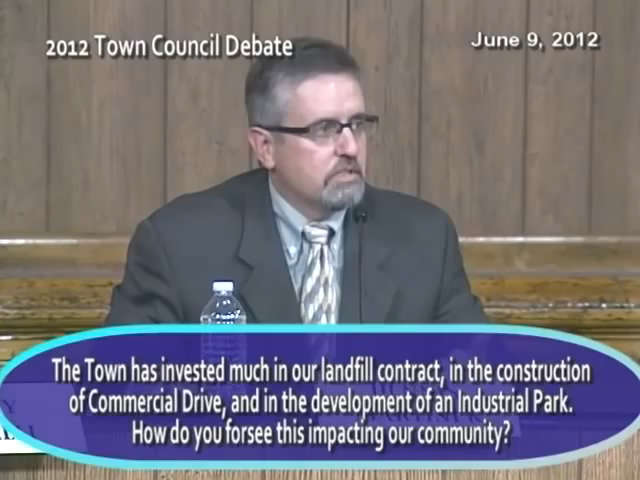 2012 Town Council Debate
June 9, 2012
The Town has invested much in our landfill contract, in the construction
of Commercial Drive, and in the development of an Industrial Park.
How do you forsee this impacting our community?